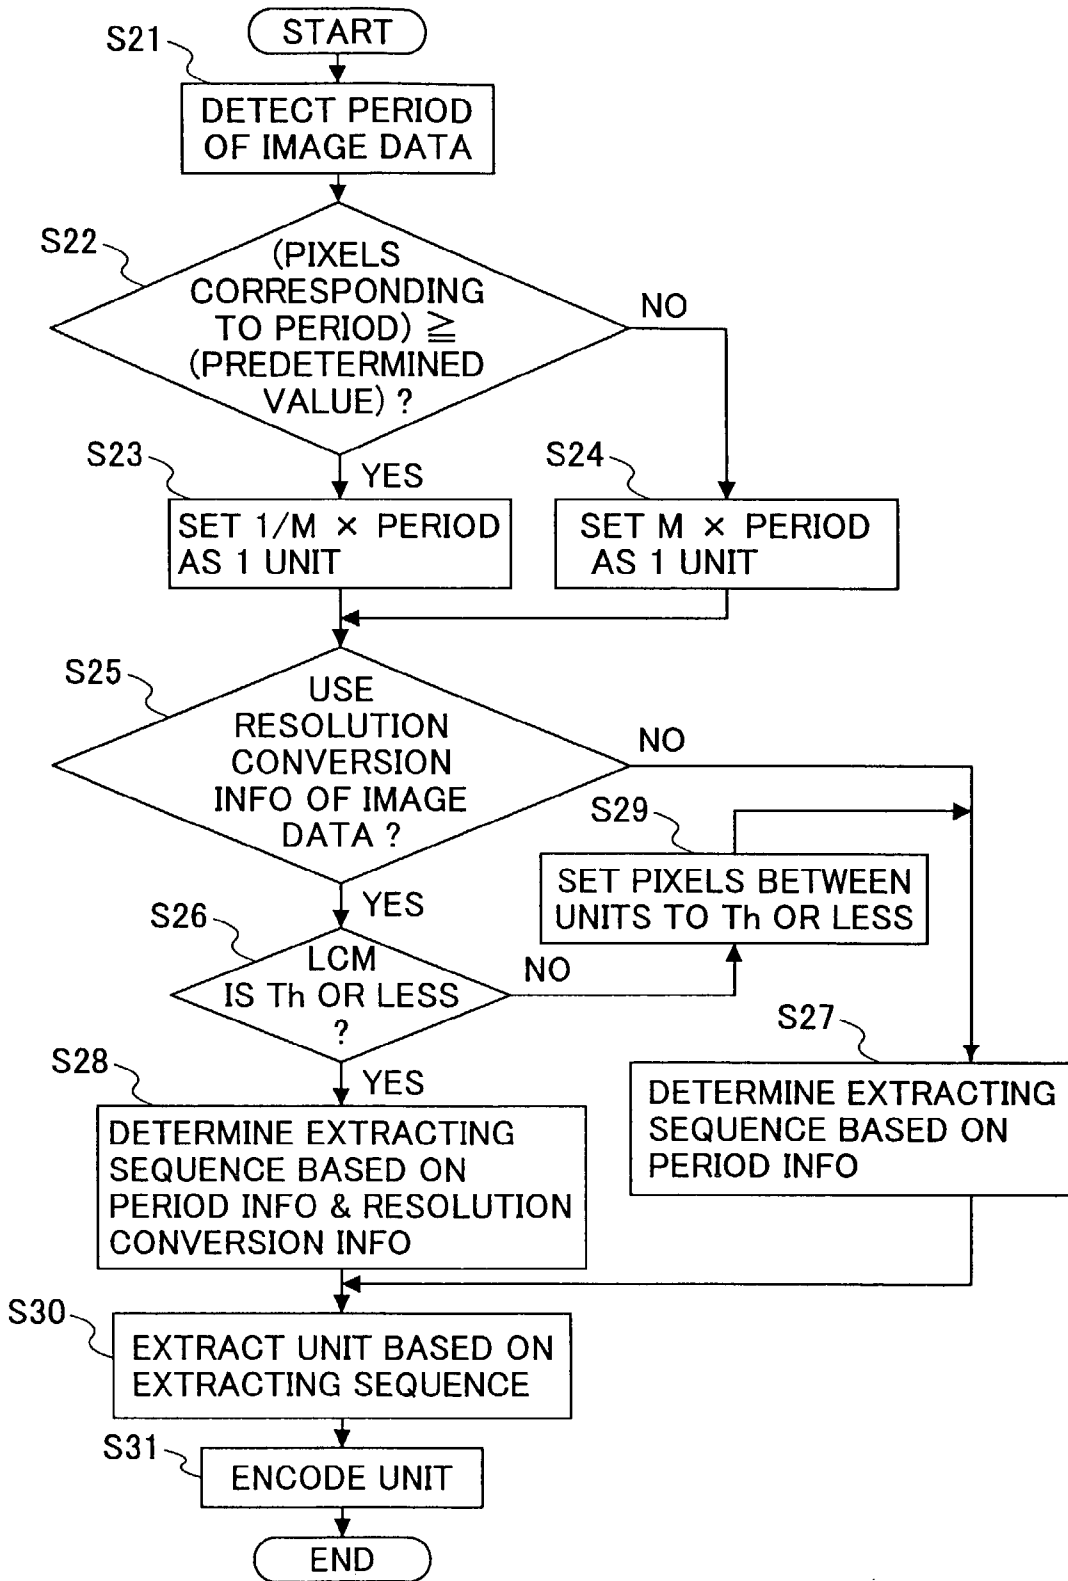 START
S21
DETECT PERIOD
OF IMAGE DATA
S22
(PIXELS
CORRESPONDING
TO PERIOD) ≧
(PREDETERMINED
VALUE) ?
NO
YES
S23
SET 1/M × PERIOD
AS 1 UNIT
S24
SET M × PERIOD
AS 1 UNIT
S25
USE
RESOLUTION
CONVERSION
INFO OF IMAGE
DATA ?
NO
YES
S29
SET PIXELS BETWEEN
UNITS TO Th OR LESS
S26
LCM
IS Th OR LESS
?
NO
YES
S27
DETERMINE EXTRACTING
SEQUENCE BASED ON
PERIOD INFO
S28
DETERMINE EXTRACTING
SEQUENCE BASED ON
PERIOD INFO & RESOLUTION
CONVERSION INFO
S30
EXTRACT UNIT BASED ON
EXTRACTING SEQUENCE
S31
ENCODE UNIT
END